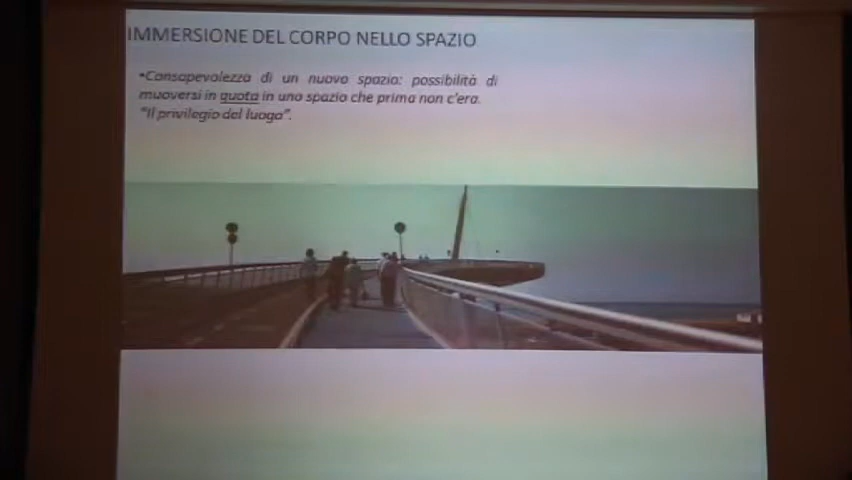 IMMERSIONE DEL CORPO NELLO SPAZIO
•Consapevolezza di un nuovo spazio: possibilità di
muoversi in quota in uno spazio che prima non c'era.
"Il privilegio del luogo".